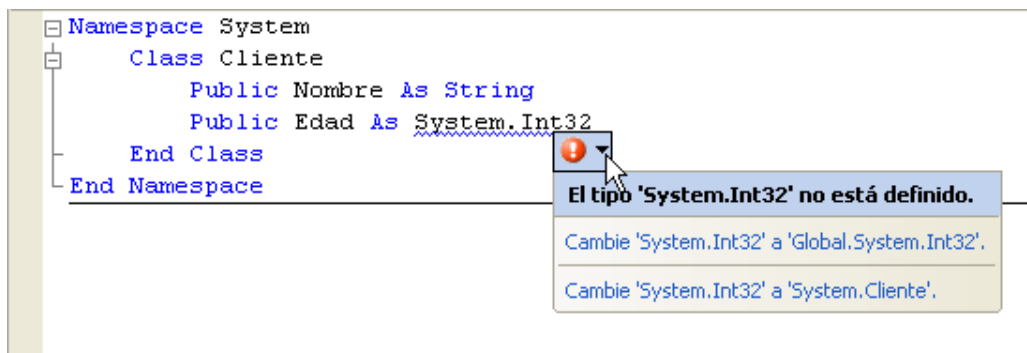 Namespace System
Class Cliente
Public Nombre As String
Public Edad As System.Int32
End Class
End Namespace
El tipo 'System.Int32' no está definido.
Cambie 'System.Int32' a 'Global.System.Int32'.
Cambie 'System.Int32' a 'System.Cliente'.